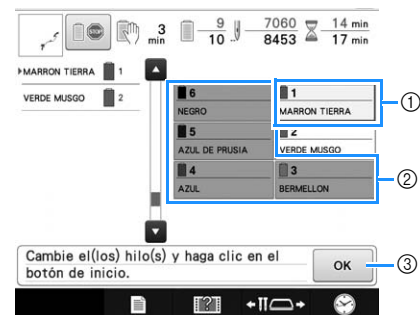 3 min
9
10
7060
8453
14 min
17 min
MARRON TIERRA 1
VERDE MUSGO 2
6
NEGRO
1
MARRON TIERRA
5
AZUL DE PRUSIA
2
VERDE MUSGO
4
AZUL
3
BERMELLON
Cambie el(los) hilo(s) y haga clic en el
botón de inicio.
OK
①
②
③